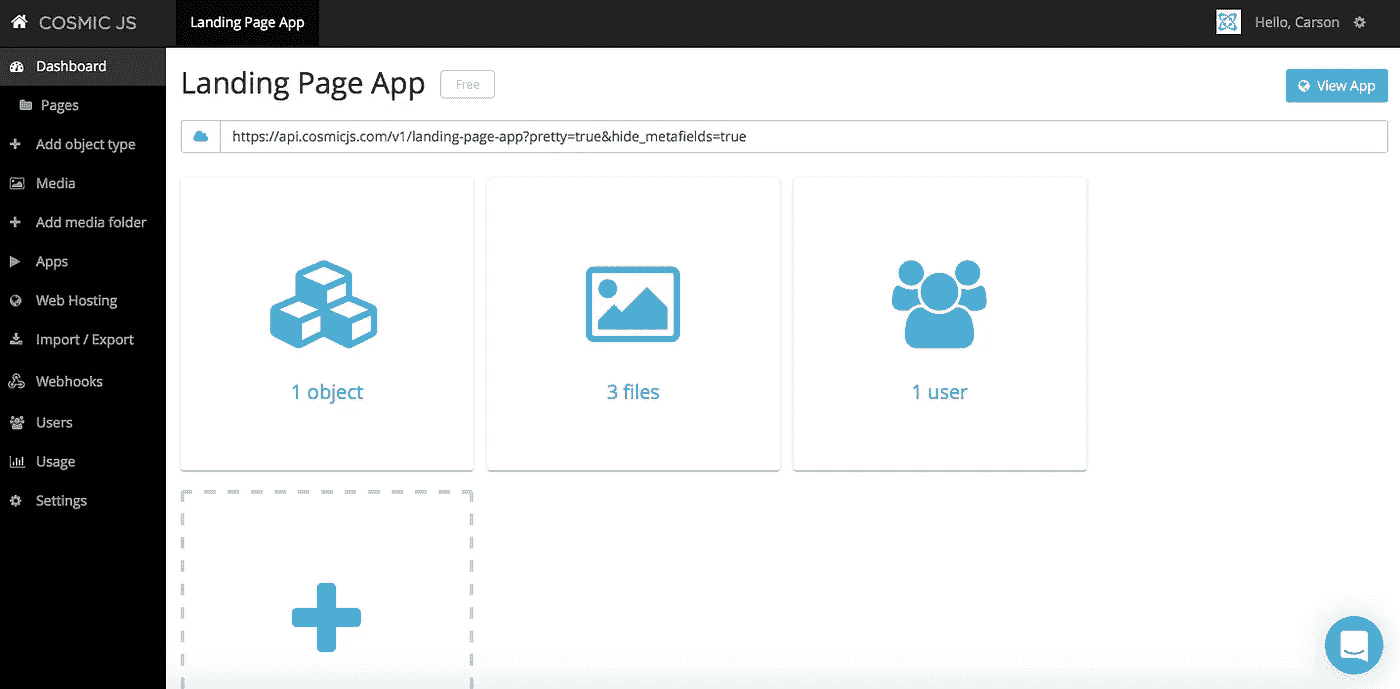 COSMIC JS
Landing Page App
Hello, Carson
Dashboard
Pages
Add object type
Media
Add media folder
Apps
Web Hosting
Import / Export
Webhooks
Users
Usage
Settings
Landing Page App
Free
View App
https://api.cosmicjs.com/v1/landing-page-app?pretty=true&hide_metafields=true
1 object
3 files
1 user